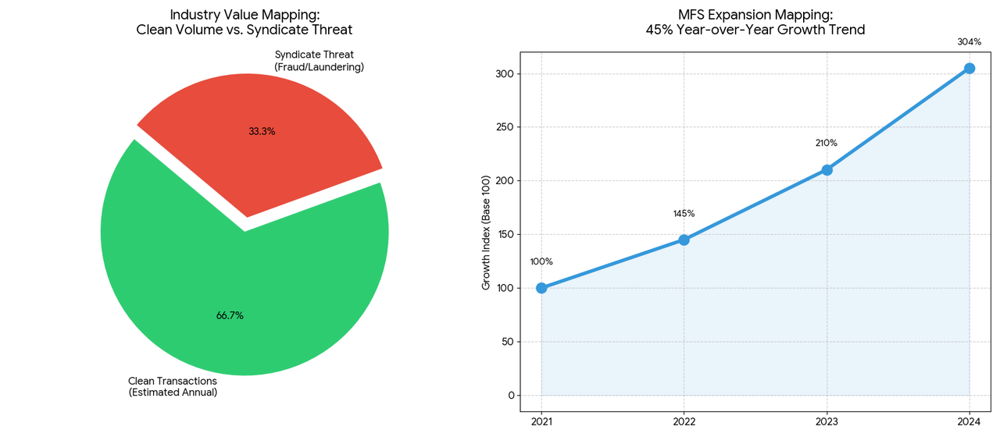 Industry Value Mapping:
Clean Volume vs. Syndicate Threat
Syndicate Threat
(Fraud/Laundering)
33.3%
66.7%
Clean Transactions
(Estimated Annual)
MFS Expansion Mapping:
45% Year-over-Year Growth Trend
304%
210%
145%
100%
Growth Index (Base 100)
300
250
200
150
100
50
0
2021
2022
2023
2024